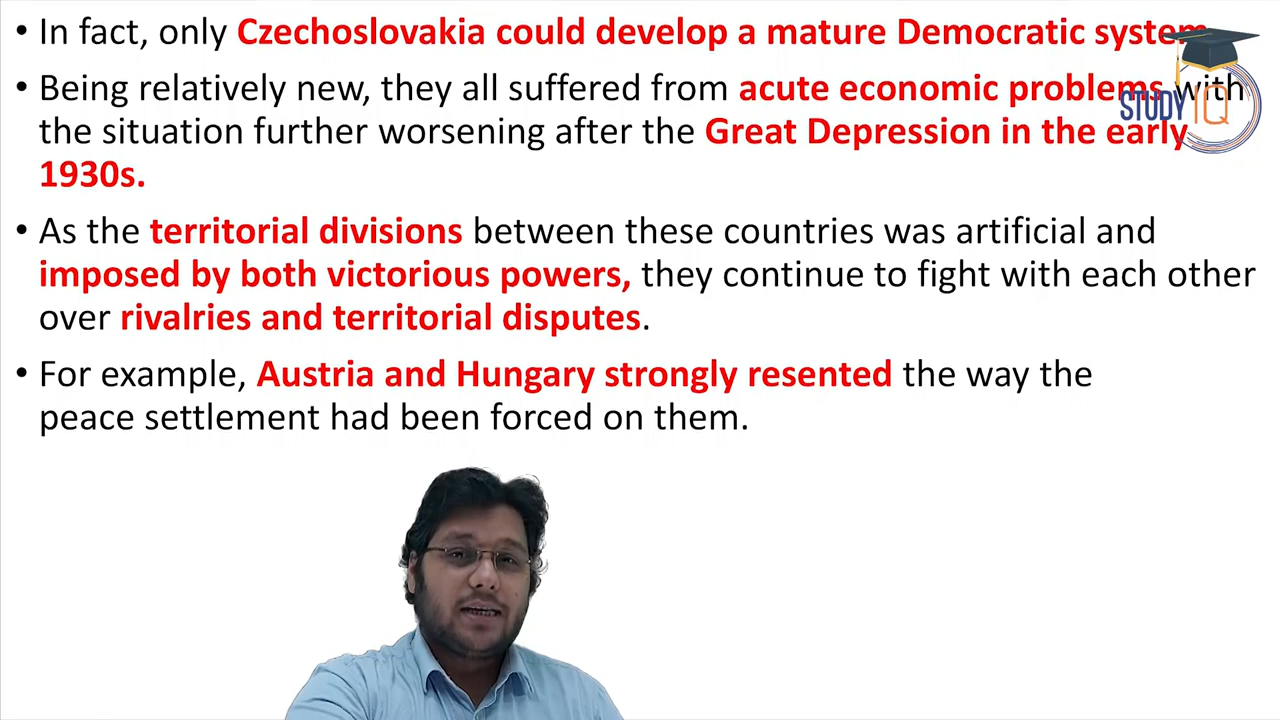 • In fact, only Czechoslovakia could develop a mature Democratic system
• Being relatively new, they all suffered from acute economic problems with
the situation further worsening after the Great Depression in the early
1930s.
• As the territorial divisions between these countries was artificial and
imposed by both victorious powers, they continue to fight with each other
over rivalries and territorial disputes.
• For example, Austria and Hungary strongly resented the way the
peace settlement had been forced on them.
STUDY IQ